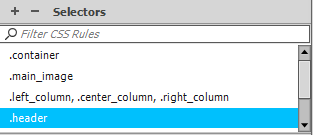 + − Selectors
Filter CSS Rules
.container
.main_image
.left_column, .center_column, .right_column
.header